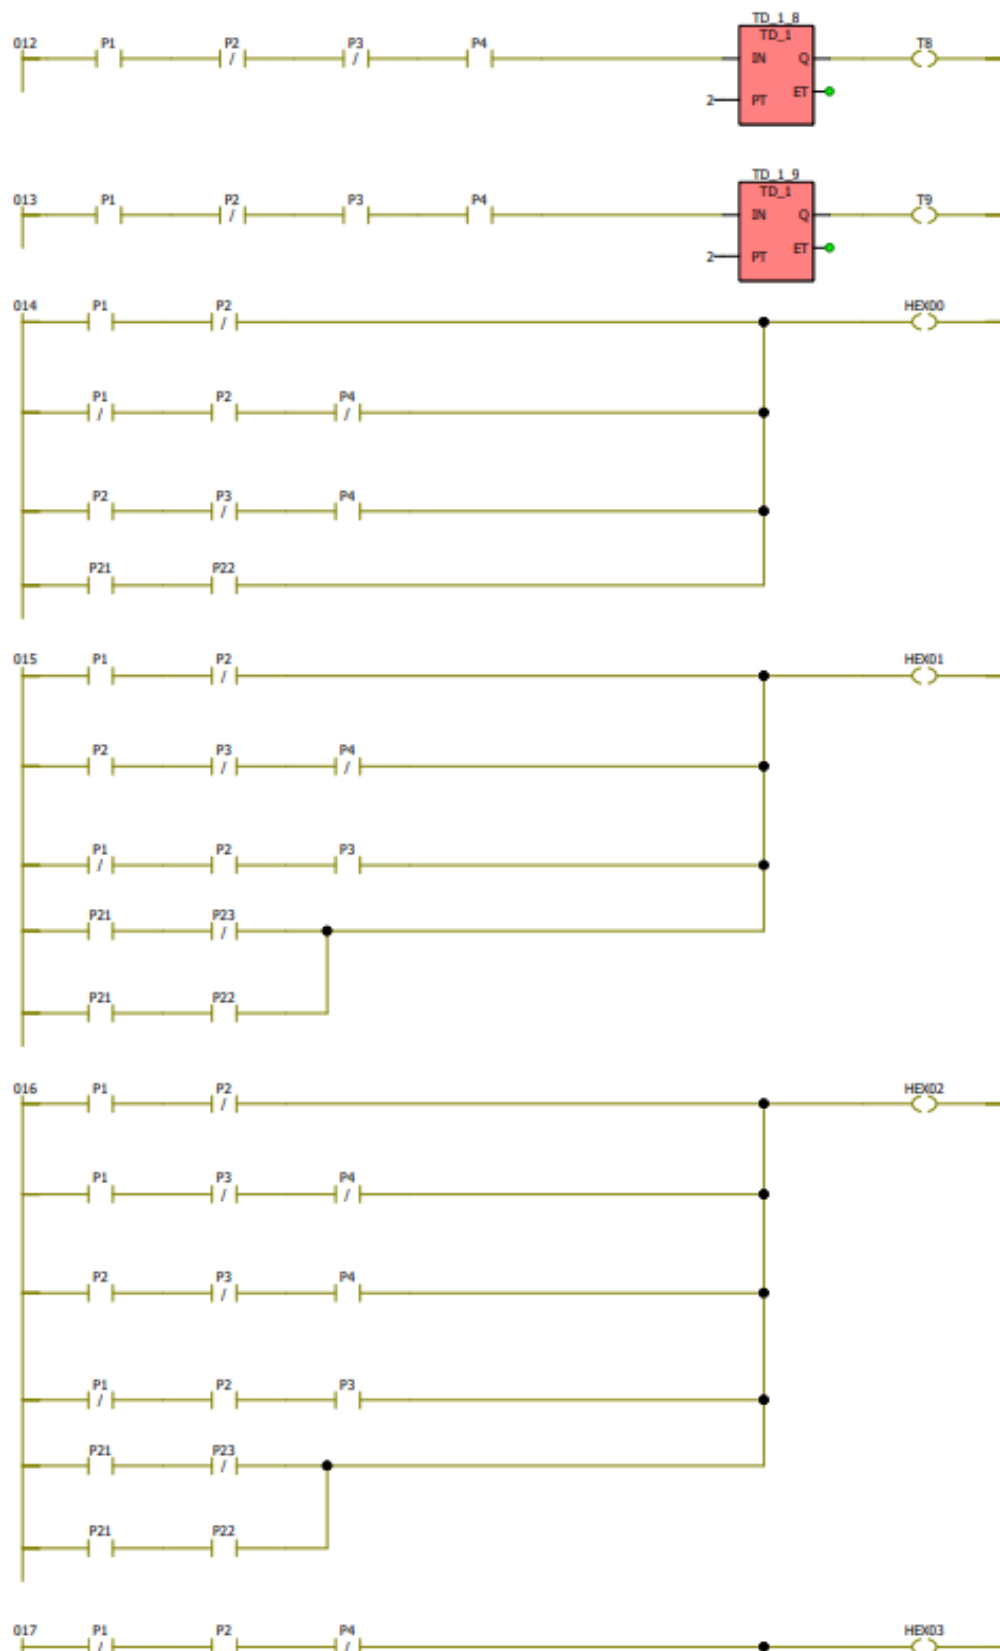 TD_1_8
012 P1 P2 P3 P4 TD_1 T8
IN Q
2 PT ET
TD_1_9
013 P1 P2 P3 P4 TD_1 T9
IN Q
2 PT ET
014 P1 P2 HEX00
P1 P2 P4
P2 P3 P4
P21 P22
015 P1 P2 HEX01
P2 P3 P4
P1 P2 P3
P21 P23
P21 P22
016 P1 P2 HEX02
P1 P3 P4
P2 P3 P4
P1 P2 P3
P21 P23
P21 P22
017 P1 P2 P4 HEX03